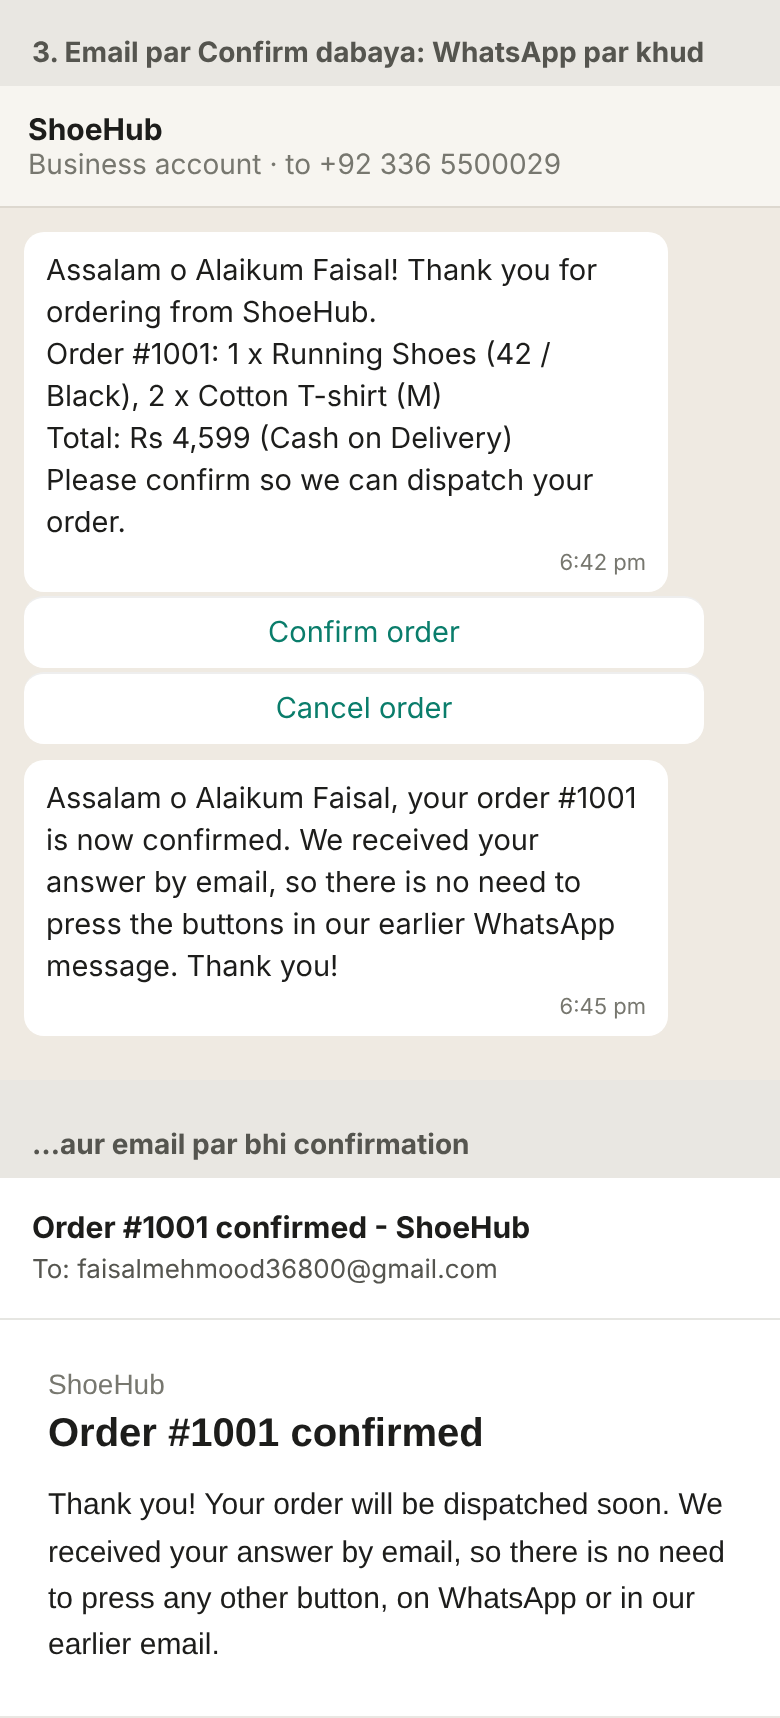 3. Email par Confirm dabaya: WhatsApp par khud
ShoeHub
Business account · to +92 336 5500029
Assalam o Alaikum Faisal! Thank you for
ordering from ShoeHub.
Order #1001: 1 x Running Shoes (42 /
Black), 2 x Cotton T-shirt (M)
Total: Rs 4,599 (Cash on Delivery)
Please confirm so we can dispatch your
order.
6:42 pm
Confirm order
Cancel order
Assalam o Alaikum Faisal, your order #1001
is now confirmed. We received your
answer by email, so there is no need to
press the buttons in our earlier WhatsApp
message. Thank you!
6:45 pm
...aur email par bhi confirmation
Order #1001 confirmed - ShoeHub
To: faisalmehmood36800@gmail.com
ShoeHub
Order #1001 confirmed
Thank you! Your order will be dispatched soon. We
received your answer by email, so there is no need
to press any other button, on WhatsApp or in our
earlier email.